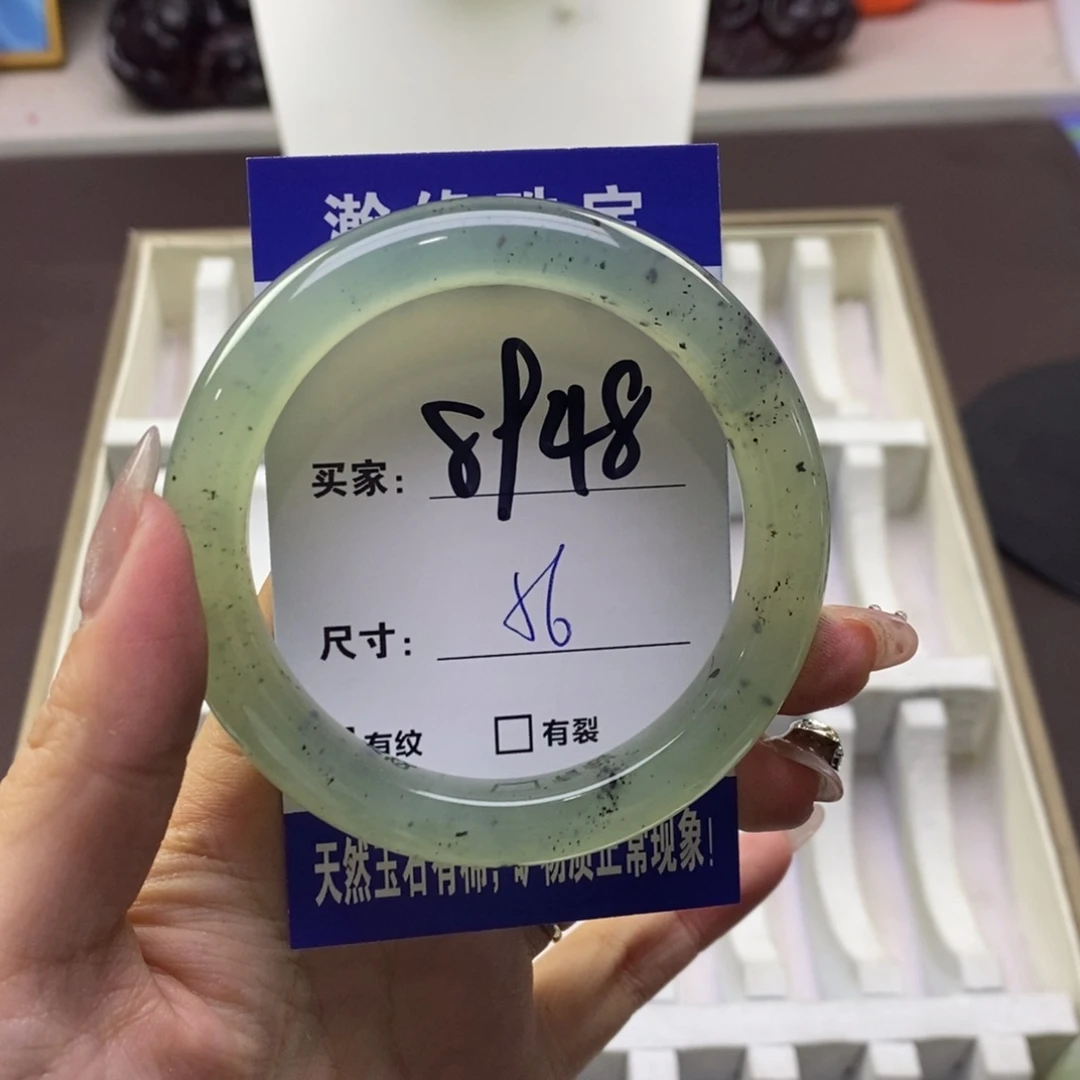 买家: 8948
尺寸: 56
有纹 □有裂
天然玉石有棉, 矿物质正常现象!